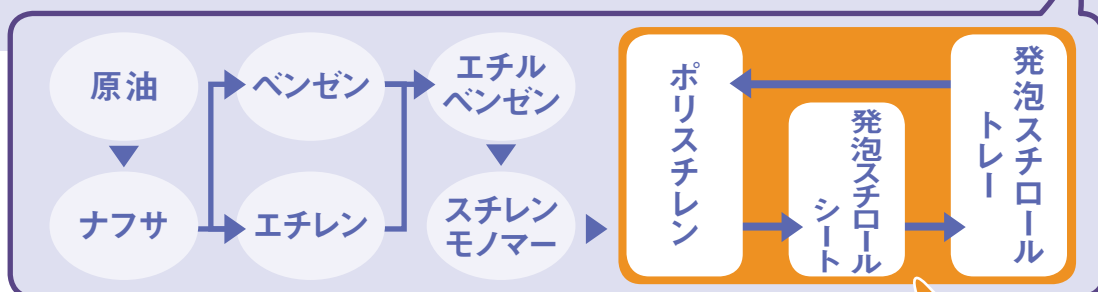 原油
ナフサ
ベンゼン
エチレン
エチル
ベンゼン
スチレン
モノマー
ポリスチレン
発泡スチロール
シート
発泡スチロール
トレー